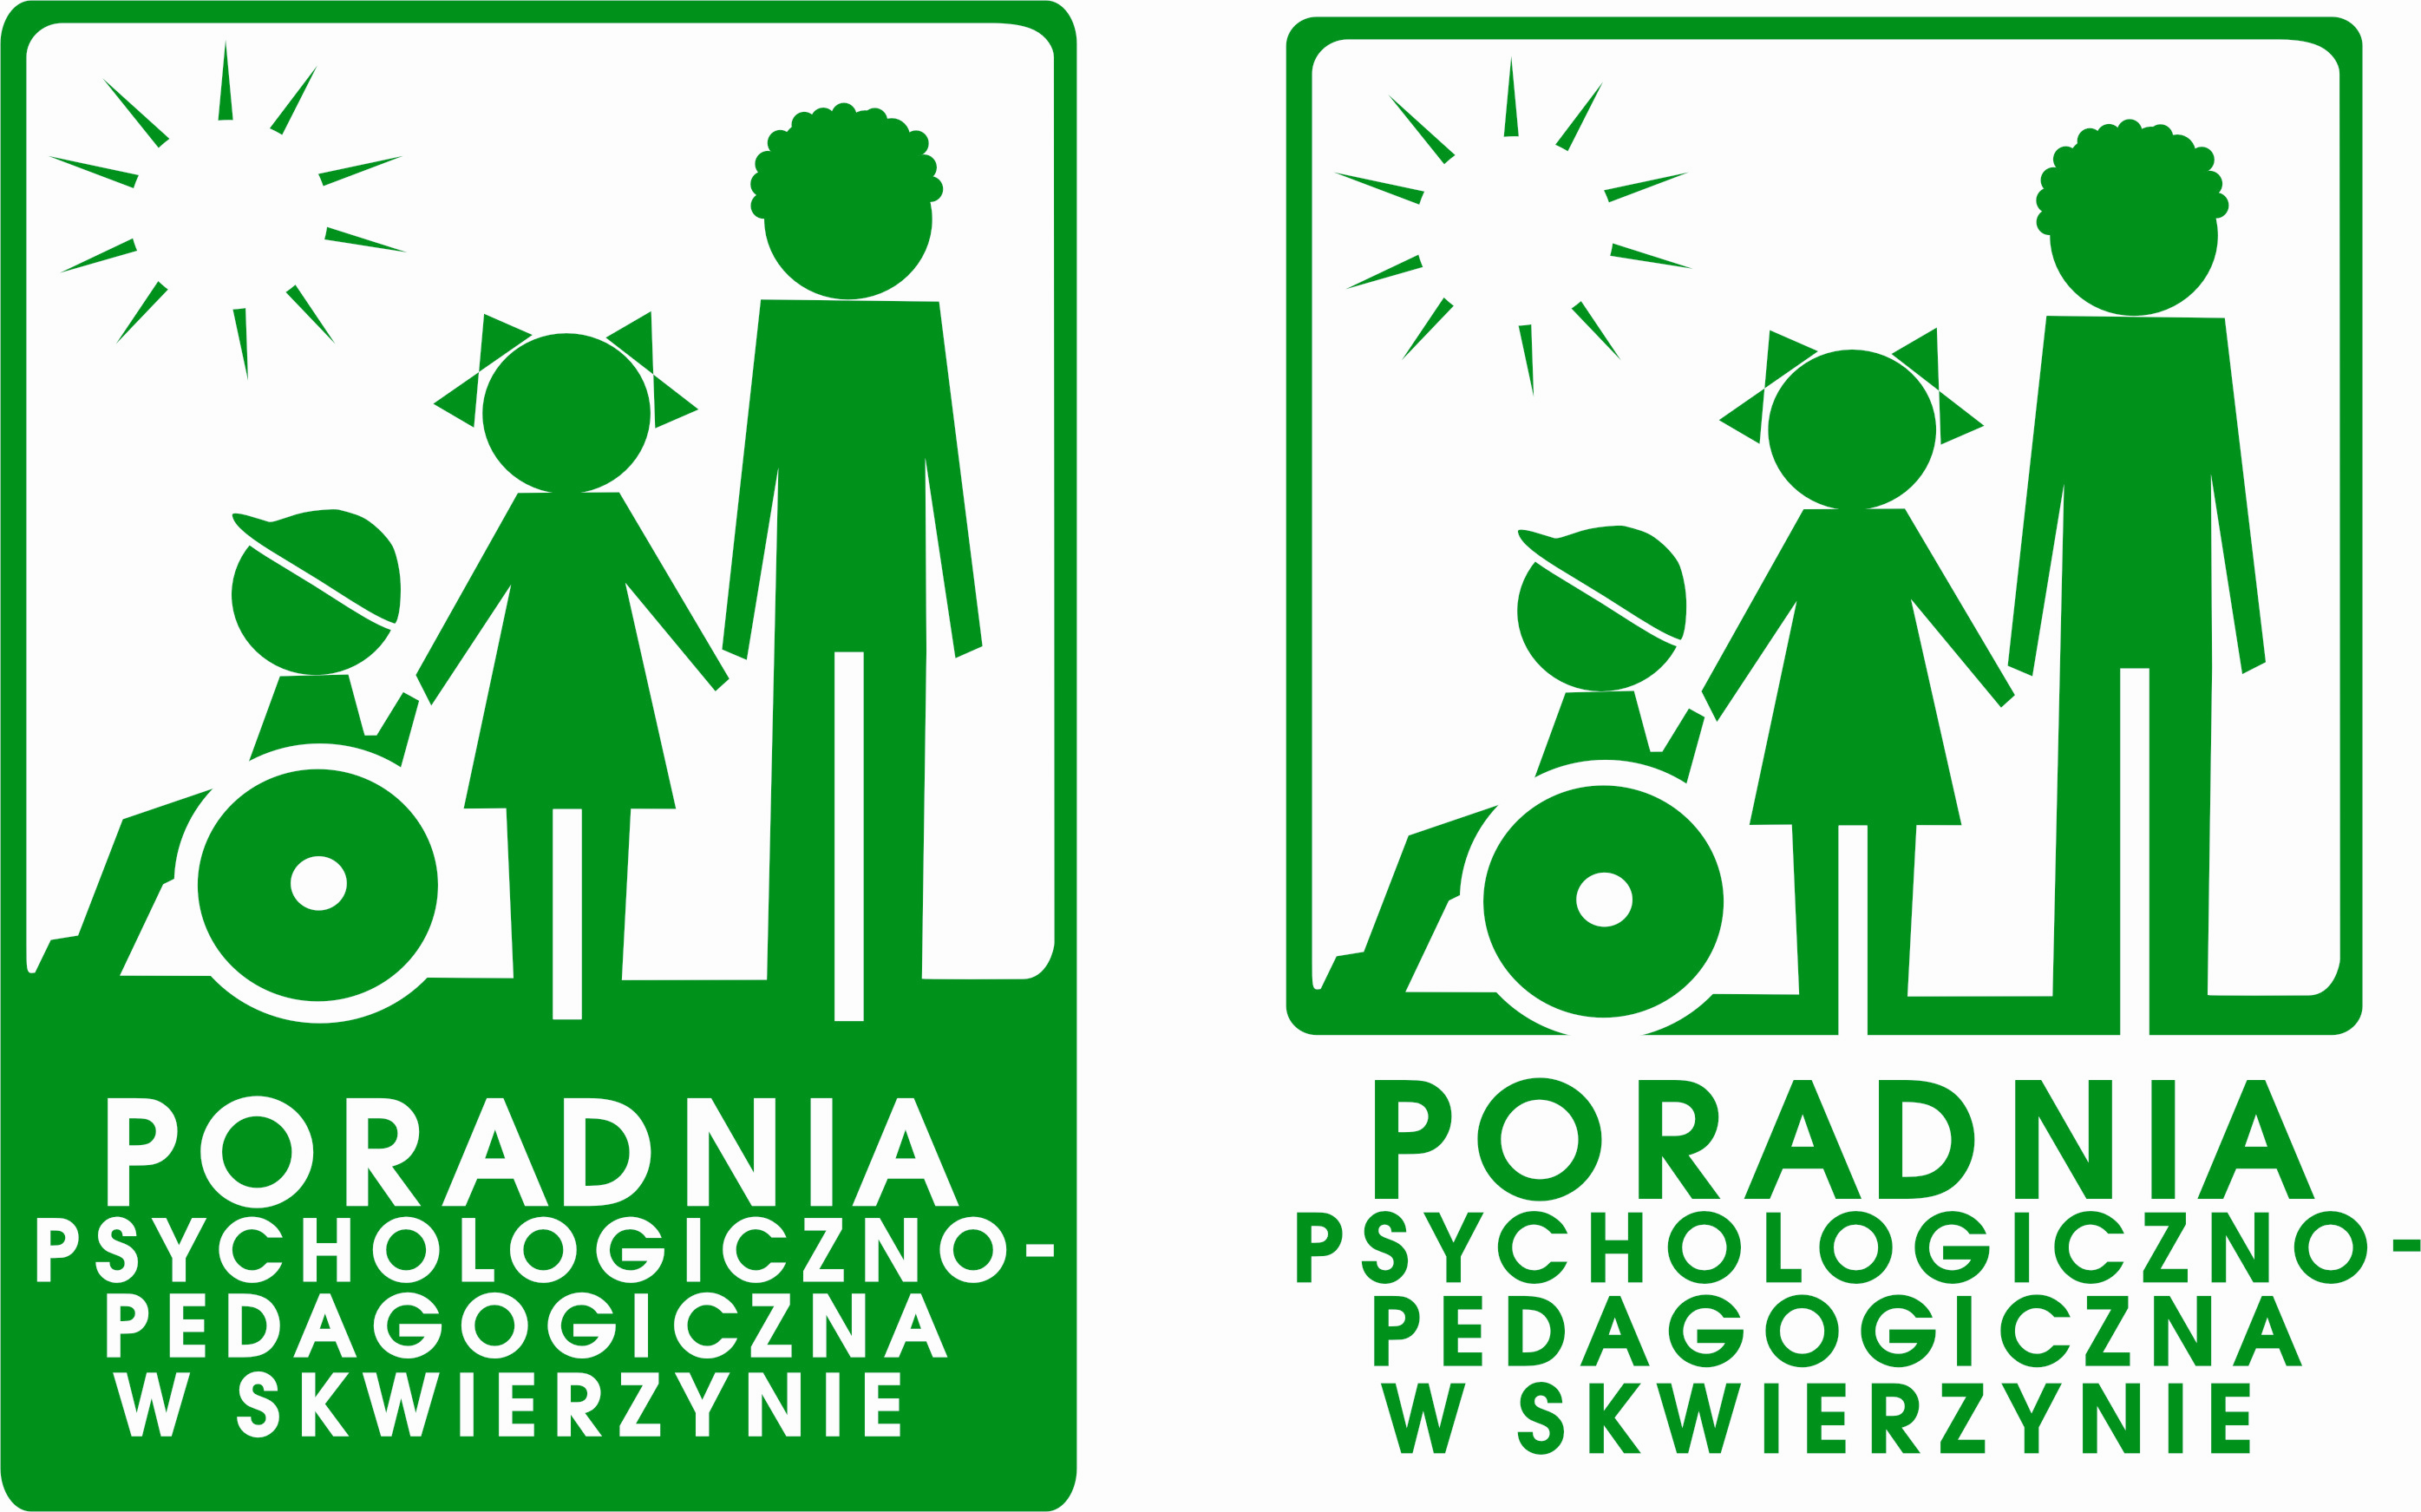 PORADNIA
PSYCHOLOGICZNO-
PEDAGOGICZNA
W SKWIERZYNIE
PORADNIA
PSYCHOLOGICZNO-
PEDAGOGICZNA
W SKWIERZYNIE